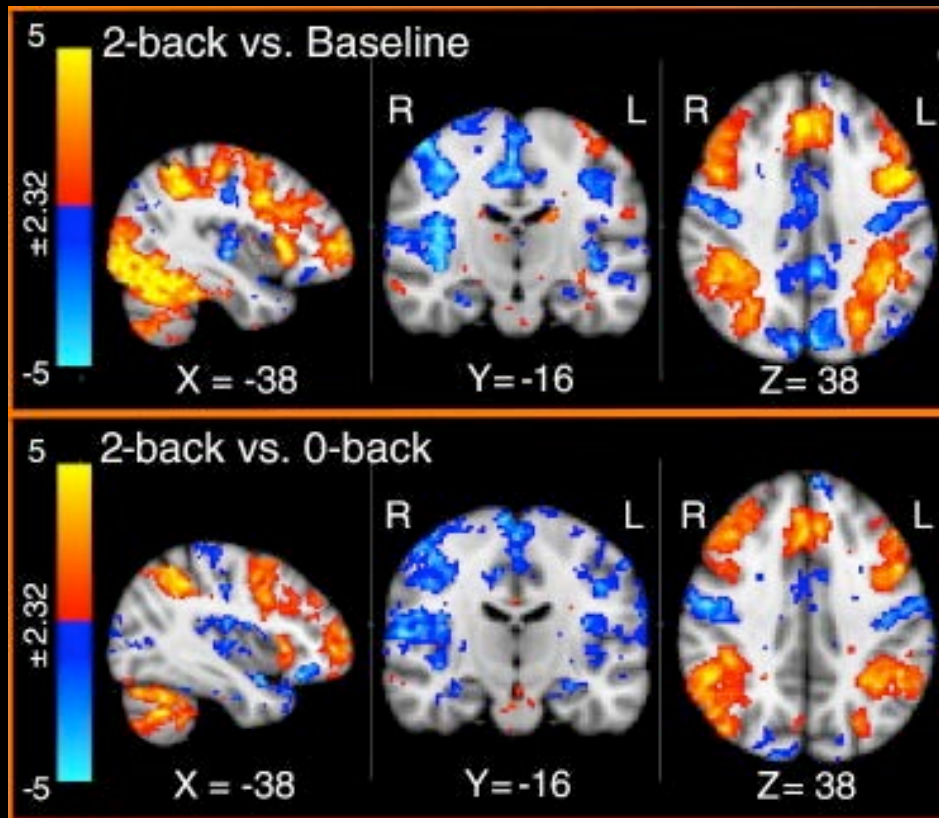 5
2-back vs. Baseline
R
L
R
L
±2.32
-5
X = -38
Y= -16
Z= 38
5
2-back vs. 0-back
R
L
R
L
±2.32
-5
X = -38
Y= -16
Z= 38